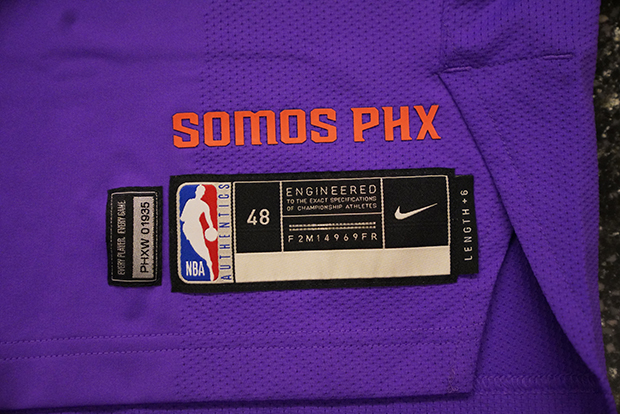 SOMOS PHX
EVERY PLAYER. EVERY GAME.
PHXW 01935
NBA
AUTHENTICS
48
ENGINEERED
TO THE EXACT SPECIFICATIONS
OF CHAMPIONSHIP ATHLETES
F2M14969FR
LENGTH+6